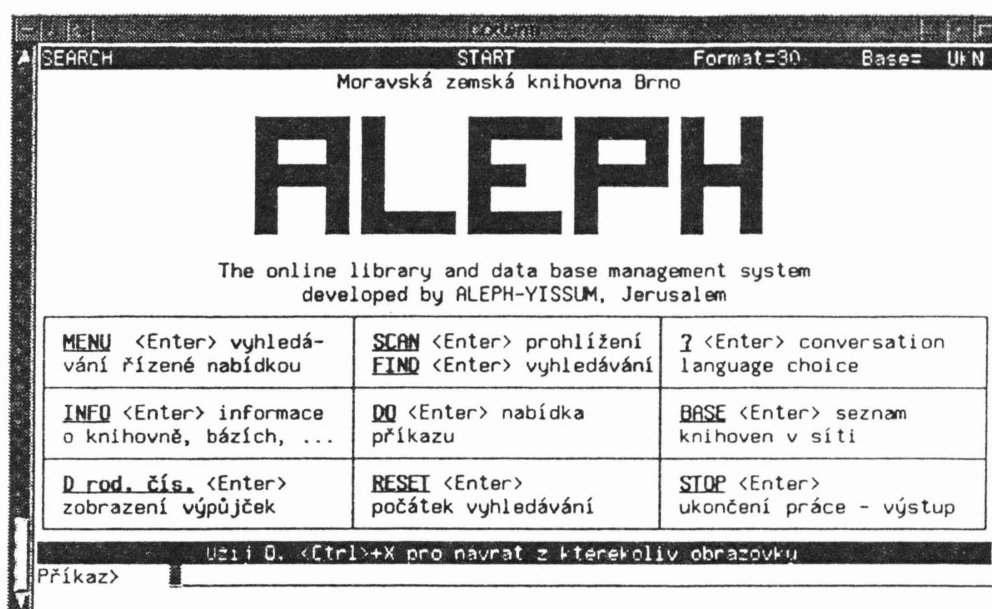 SEARCH START Format=30 Base= UKN
Moravská zemská knihovna Brno
ALEPH
The online library and data base management system
developed by ALEPH-YISSUM, Jerusalem
MENU <Enter> vyhledá-
vání řízené nabídkou
SCAN <Enter> prohlížení
FIND <Enter> vyhledávání
? <Enter> conversation
language choice
INFO <Enter> informace
o knihovně, bázích, ...
DO <Enter> nabídka
příkazu
BASE <Enter> seznam
knihoven v síti
D rod. čís. <Enter>
zobrazení výpůjček
RESET <Enter>
počátek vyhledávání
STOP <Enter>
ukončení práce - výstup
Užij Q, <Ctrl>+X pro navrat z kterekoliv obrazovky
Příkaz>